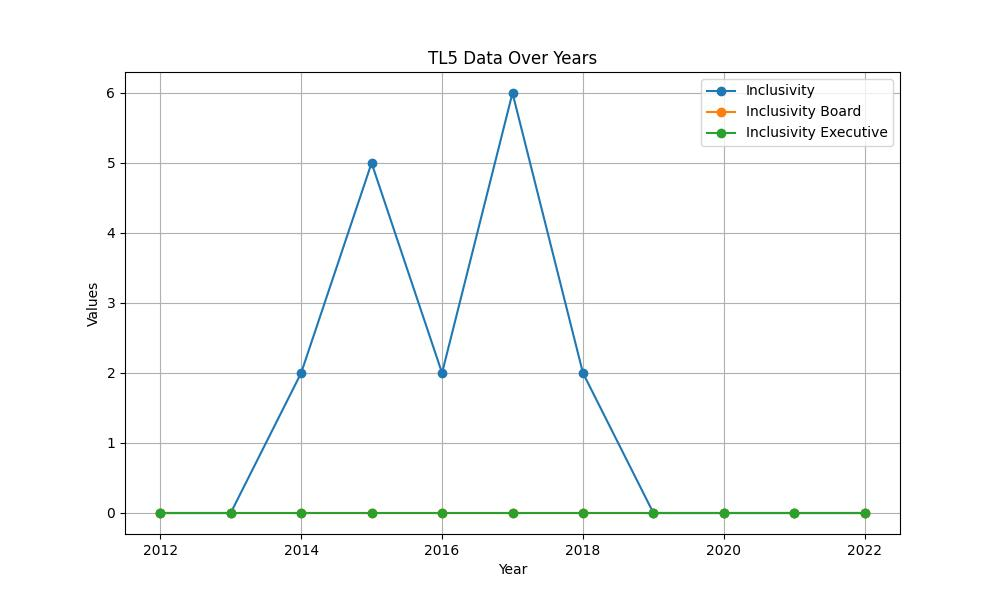 TL5 Data Over Years
Inclusivity
Inclusivity Board
Inclusivity Executive
6
5
4
3
2
1
0
Values
2012 2014 2016 2018 2020 2022
Year